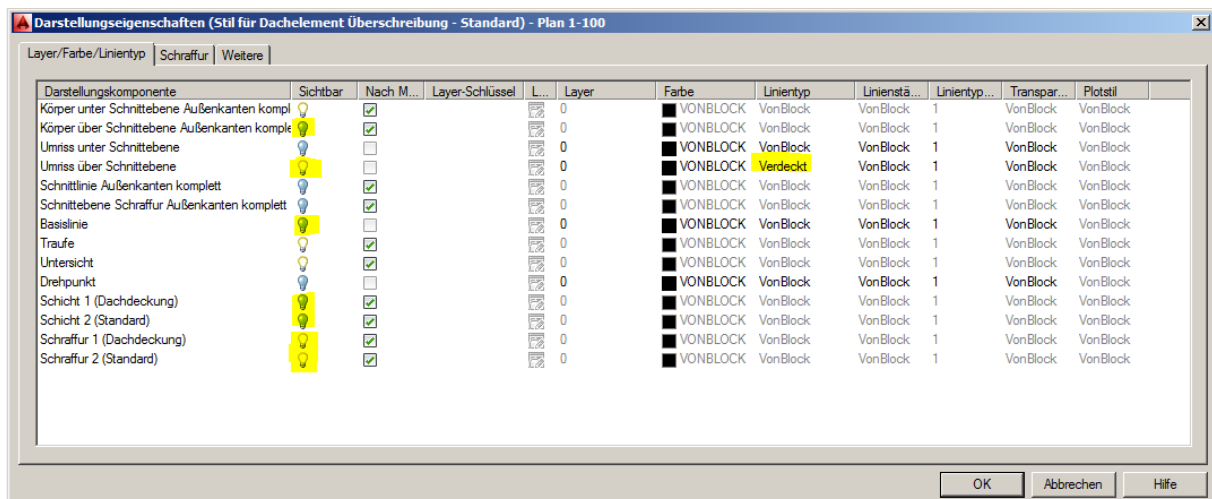 Darstellungseigenschaften (Stil für Dachelement Überschreibung - Standard) - Plan 1-100
Layer/Farbe/Linientyp Schraffur Weitere
Darstellungskomponente Sichtbar Nach M... Layer-Schlüssel L... Layer Farbe Linientyp Linienstä... Linientyp... Transpar... Plotstil
Körper unter Schnittebene Außenkanten kompl 0 VONBLOCK VonBlock VonBlock 1 VonBlock VonBlock
Körper über Schnittebene Außenkanten komple 0 VONBLOCK VonBlock VonBlock 1 VonBlock VonBlock
Umriss unter Schnittebene 0 VONBLOCK VonBlock VonBlock 1 VonBlock VonBlock
Umriss über Schnittebene 0 VONBLOCK Verdeckt VonBlock 1 VonBlock VonBlock
Schnittlinie Außenkanten komplett 0 VONBLOCK VonBlock VonBlock 1 VonBlock VonBlock
Schnittebene Schraffur Außenkanten komplett 0 VONBLOCK VonBlock VonBlock 1 VonBlock VonBlock
Basislinie 0 VONBLOCK VonBlock VonBlock 1 VonBlock VonBlock
Traufe 0 VONBLOCK VonBlock VonBlock 1 VonBlock VonBlock
Untersicht 0 VONBLOCK VonBlock VonBlock 1 VonBlock VonBlock
Drehpunkt 0 VONBLOCK VonBlock VonBlock 1 VonBlock VonBlock
Schicht 1 (Dachdeckung) 0 VONBLOCK VonBlock VonBlock 1 VonBlock VonBlock
Schicht 2 (Standard) 0 VONBLOCK VonBlock VonBlock 1 VonBlock VonBlock
Schraffur 1 (Dachdeckung) 0 VONBLOCK VonBlock VonBlock 1 VonBlock VonBlock
Schraffur 2 (Standard) 0 VONBLOCK VonBlock VonBlock 1 VonBlock VonBlock
OK Abbrechen Hilfe